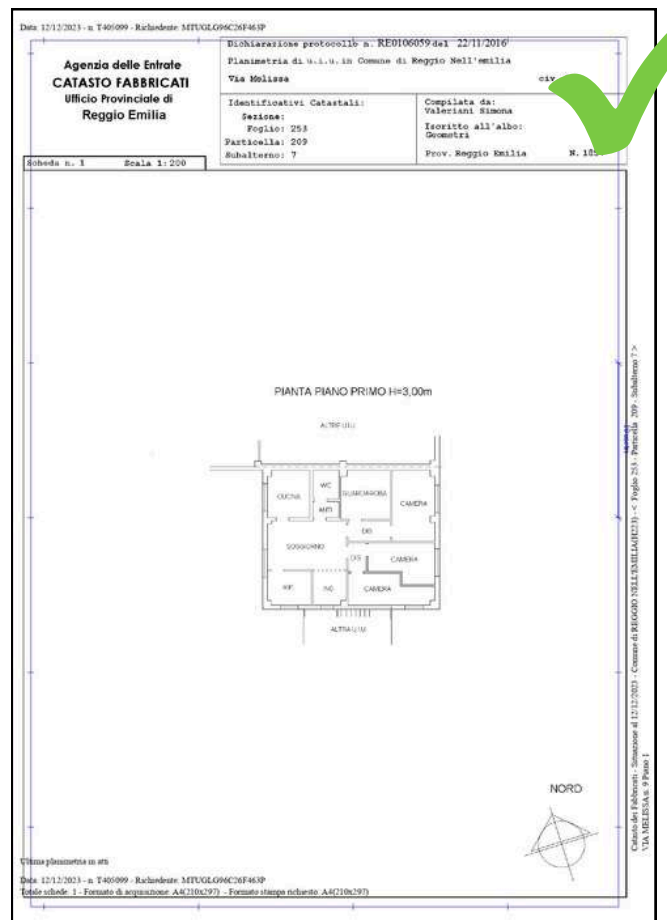 Data: 12/12/2023 - n. T405099 - Richiedente: MTUGLG96C26F463P
Agenzia delle Entrate
CATASTO FABBRICATI
Ufficio Provinciale di
Reggio Emilia
Dichiarazione protocollo n. RE0106059 del 22/11/2016
Planimetria di u.i.u. in Comune di Reggio Nell'emilia
Via Melissa civ.
Identificativi Catastali:
Sezione:
Foglio: 253
Particella: 209
Subalterno: 7
Compilata da:
Valeriani Simona
Iscritto all'albo:
Geometri
Prov. Reggio Emilia N.
Scheda n. 1 Scala 1:200
PIANTA PIANO PRIMO H=3,00m
ALTRE U.I.U.
CUCINA
WC
GUARDAROBA
CAMERA
ANTI
DIS
SOGGIORNO
DIS
CAMERA
RIP.
ING
CAMERA
ALTRA U.I.U.
NORD
Catasto dei Fabbricati - Situazione al 12/12/2023 - Comune di REGGIO NELL'EMILIA(H223) - < Foglio 253 - Particella 209 - Subalterno 7 >
VIA MELISSA n. 9 Piano 1
Ultima planimetria in atti
Data: 12/12/2023 - n. T405099 - Richiedente: MTUGLG96C26F463P
Totale schede: 1 - Formato di acquisizione: A4(210x297) - Formato stampa richiesto: A4(210x297)